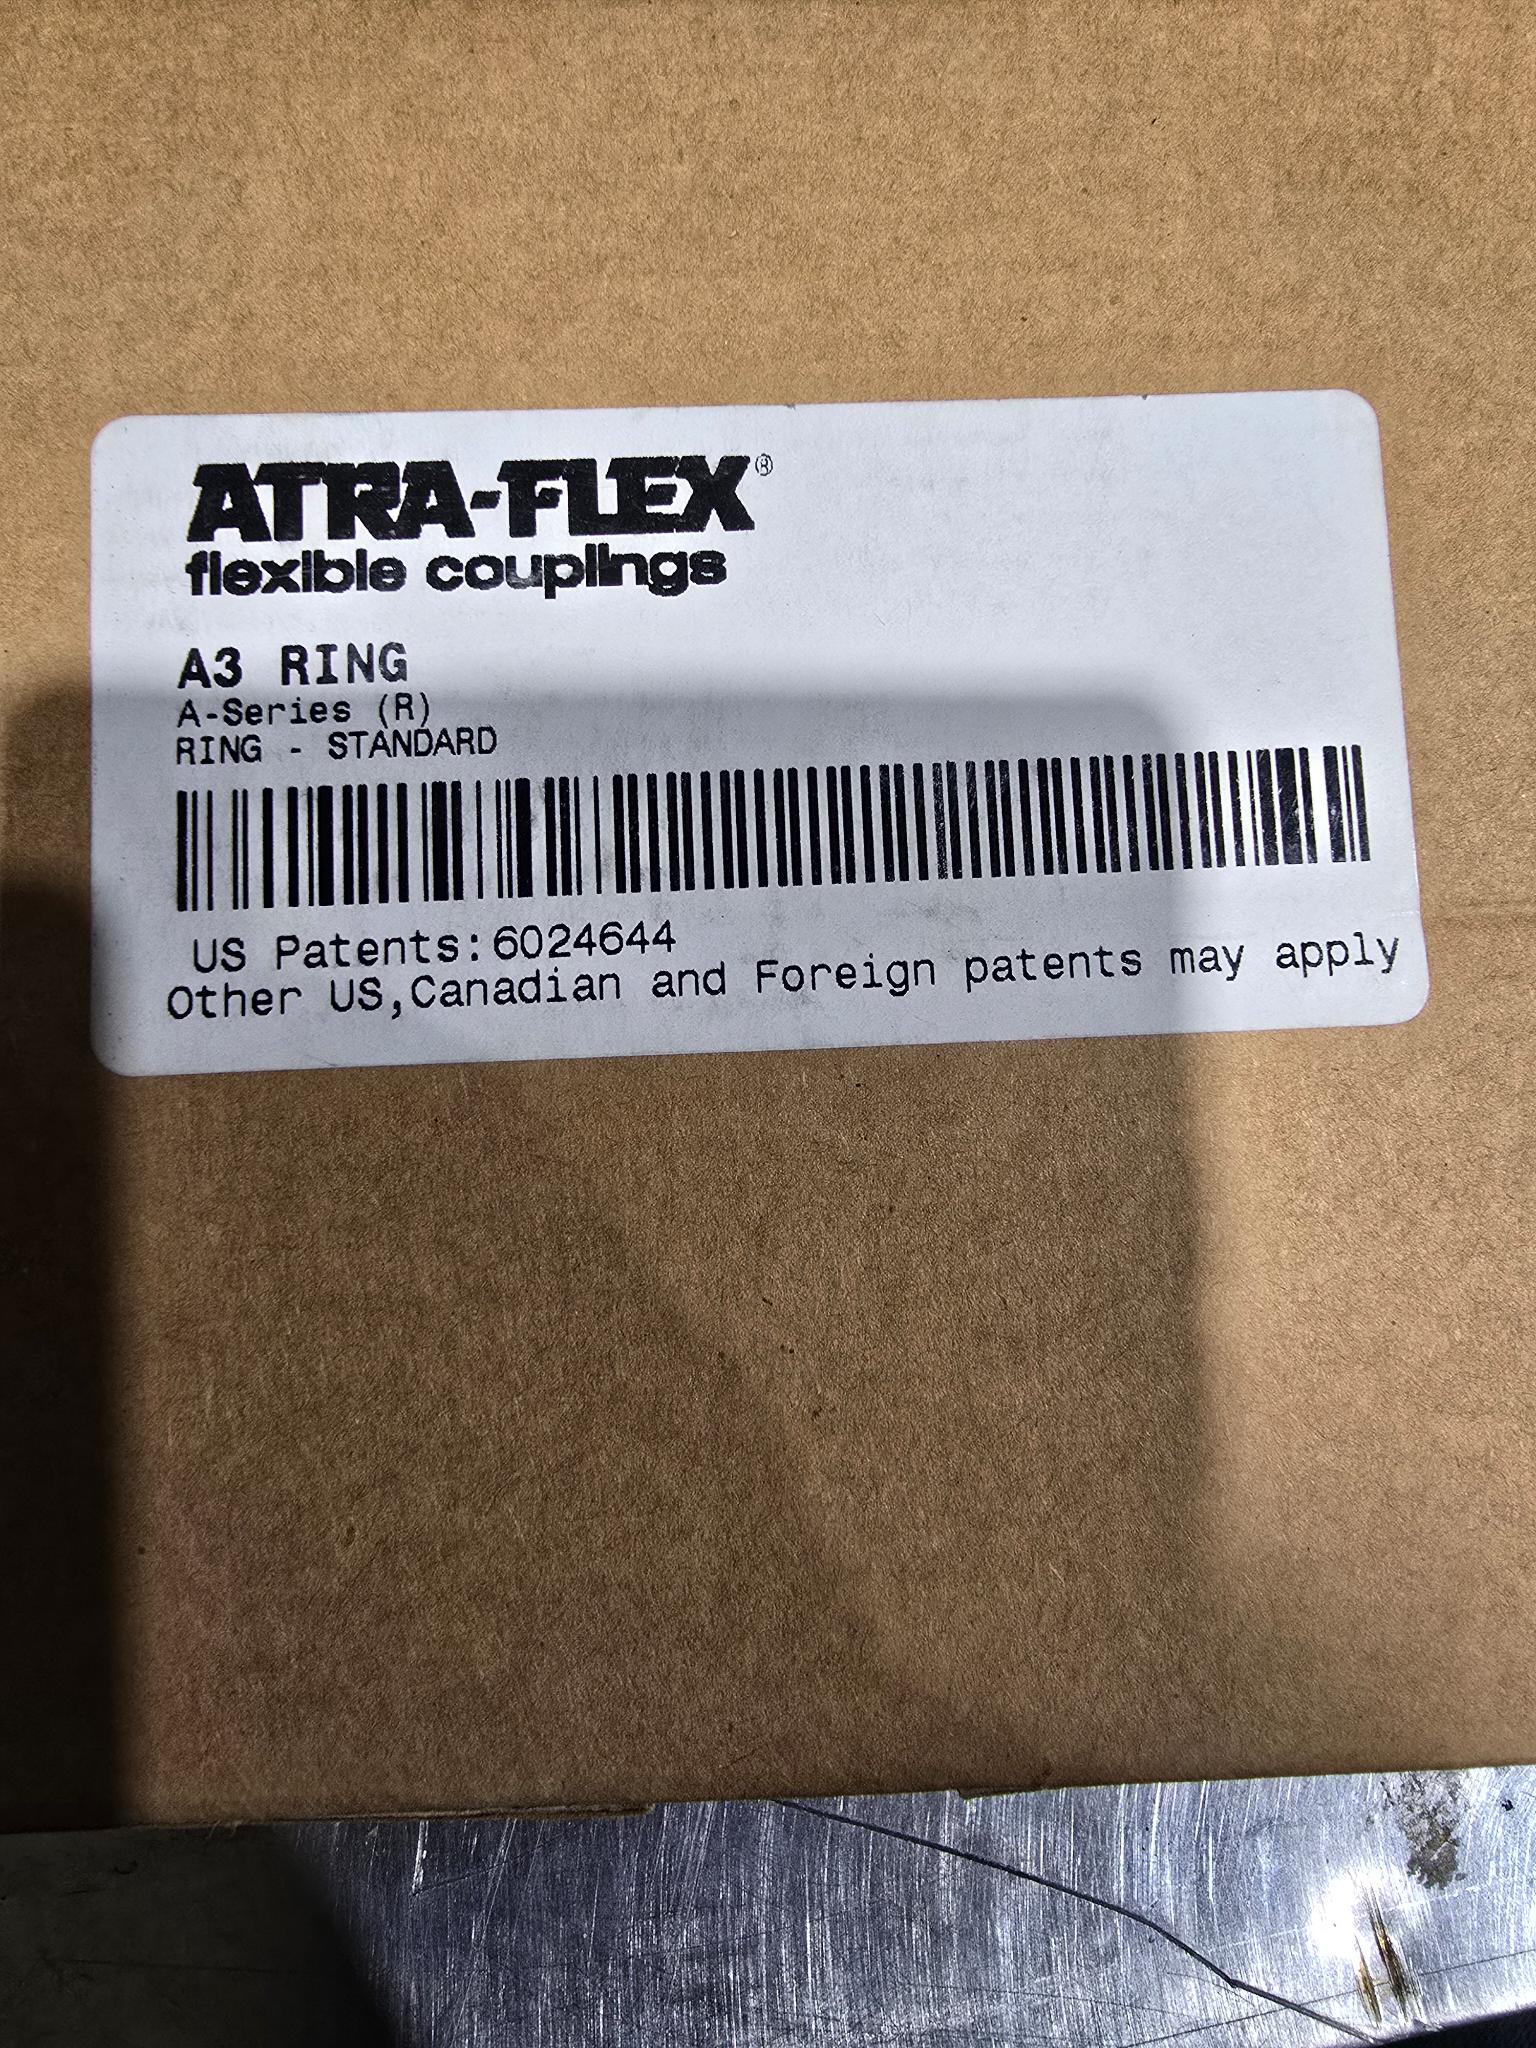 ATRA-FLEX®
flexible couplings
A3 RING
A-Series (R)
RING - STANDARD
US Patents:6024644
Other US,Canadian and Foreign patents may apply